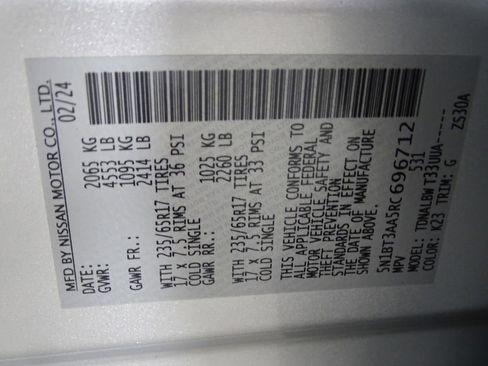 MFD BY NISSAN MOTOR CO., LTD.
DATE: 02/24
GVWR: 2065 KG
4553 LB
GAWR FR.: 1095 KG
2414 LB
WITH 235/65R17 TIRES
17 X 7.5 RIMS AT 36 PSI
COLD SINGLE
GAWR RR.: 1025 KG
2260 LB
WITH 235/65R17 TIRES
17 X 7.5 RIMS AT 33 PSI
COLD SINGLE
THIS VEHICLE CONFORMS TO
ALL APPLICABLE FEDERAL
MOTOR VEHICLE SAFETY AND
THEFT PREVENTION
STANDARDS IN EFFECT ON
THE DATE OF MANUFACTURE
SHOWN ABOVE.
5N1BT3AA5RC696712
MPV 531
MODEL: TDNALBW T33UUA-----
COLOR: K23 TRIM: G ZS30A